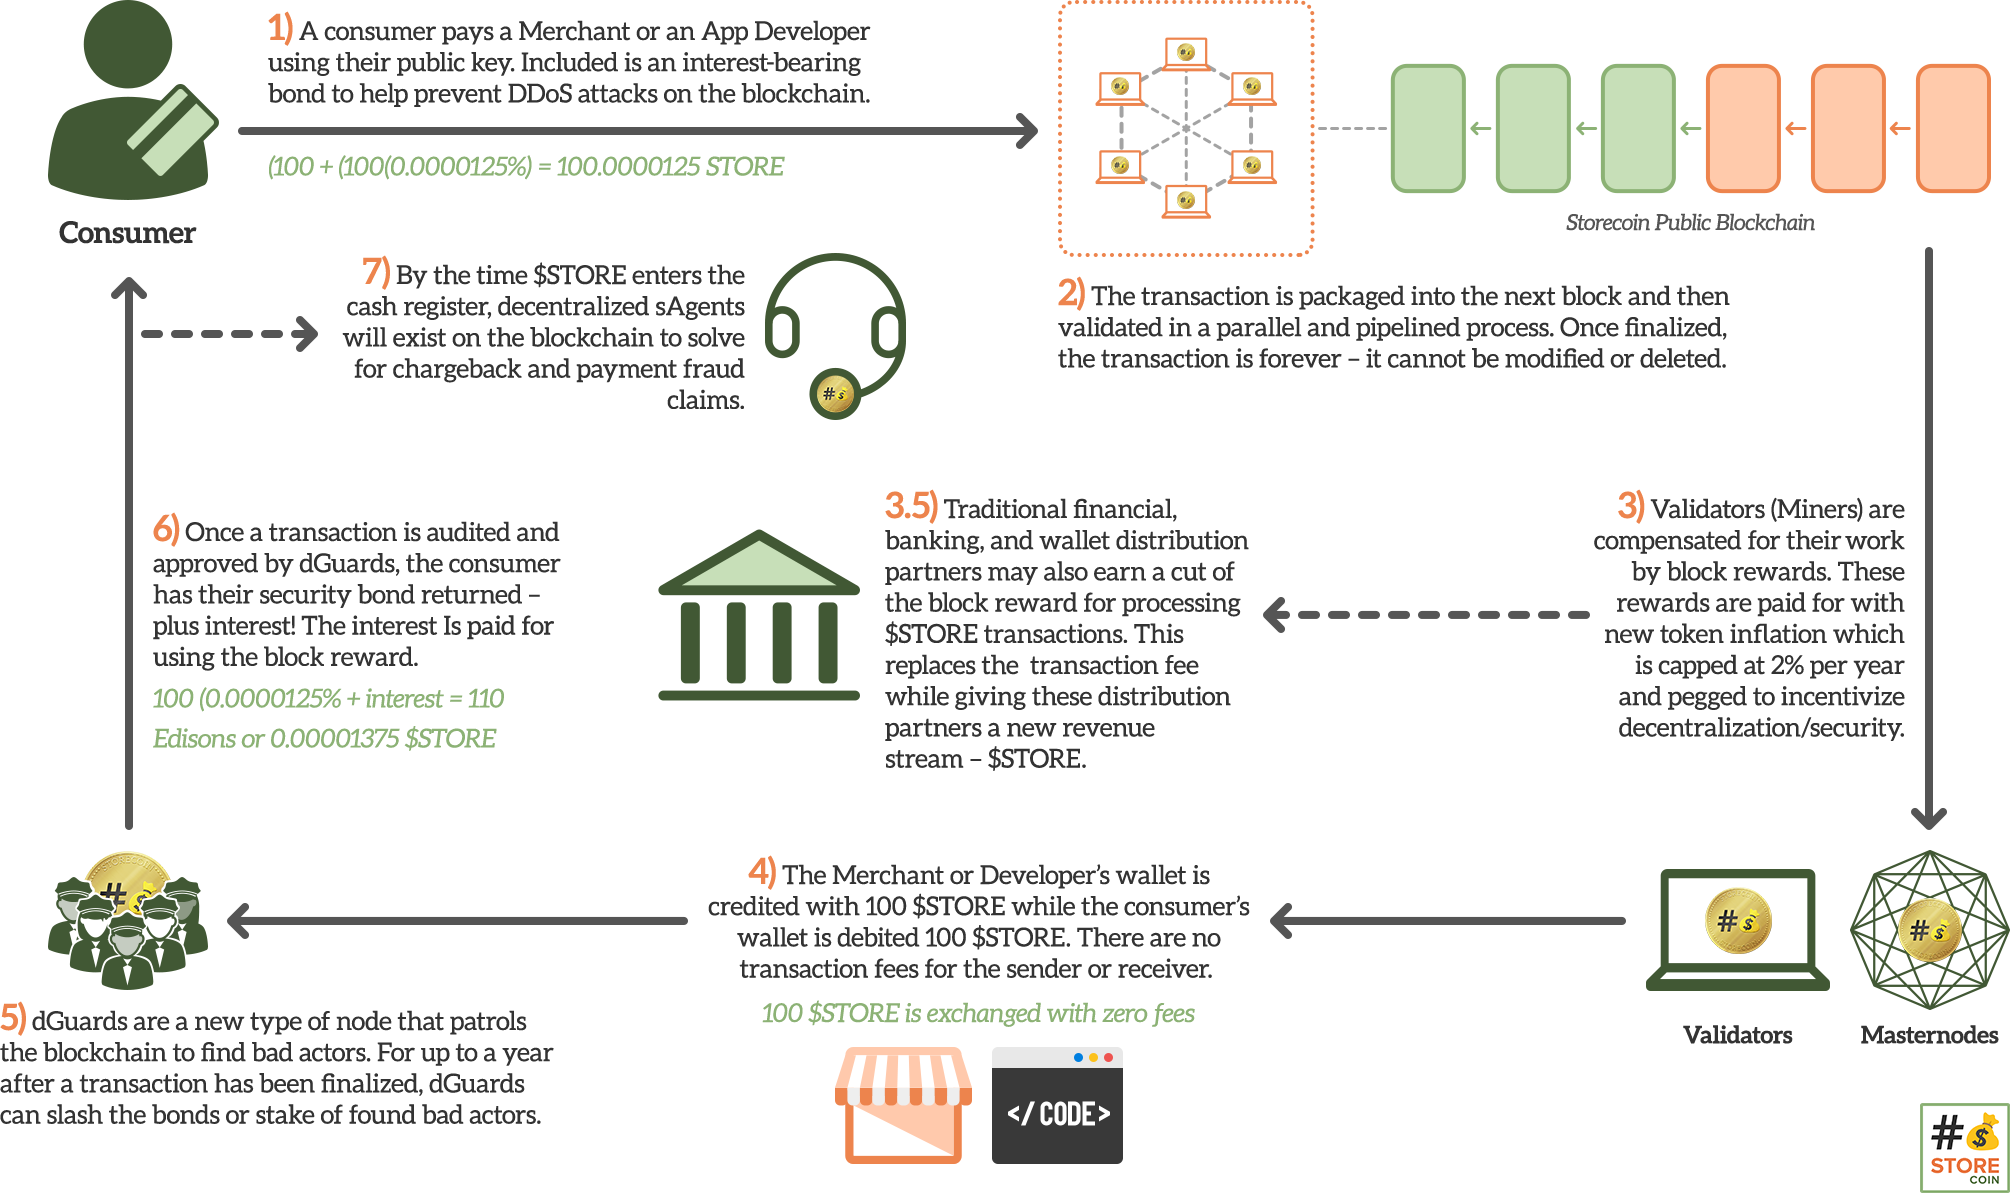 1) A consumer pays a Merchant or an App Developer
using their public key. Included is an interest-bearing
bond to help prevent DDoS attacks on the blockchain.
(100 + (100(0.0000125%) = 100.0000125 STORE
Consumer
Storecoin Public Blockchain
2) The transaction is packaged into the next block and then
validated in a parallel and pipelined process. Once finalized,
the transaction is forever – it cannot be modified or deleted.
7) By the time $STORE enters the
cash register, decentralized sAgents
will exist on the blockchain to solve
for chargeback and payment fraud
claims.
#
3) Validators (Miners) are
compensated for their work
by block rewards. These
rewards are paid for with
new token inflation which
is capped at 2% per year
and pegged to incentivize
decentralization/security.
3.5) Traditional financial,
banking, and wallet distribution
partners may also earn a cut of
the block reward for processing
$STORE transactions. This
replaces the  transaction fee
while giving these distribution
partners a new revenue
stream – $STORE.
6) Once a transaction is audited and
approved by dGuards, the consumer
has their security bond returned –
plus interest! The interest Is paid for
using the block reward.
100 (0.0000125% + interest = 110
Edisons or 0.00001375 $STORE
4) The Merchant or Developer’s wallet is
credited with 100 $STORE while the consumer’s
wallet is debited 100 $STORE. There are no
transaction fees for the sender or receiver.
100 $STORE is exchanged with zero fees
</ CODE>
#$
Validators
#$
Masternodes
STORECOIN
#
5) dGuards are a new type of node that patrols
the blockchain to find bad actors. For up to a year
after a transaction has been finalized, dGuards
can slash the bonds or stake of found bad actors.
#$
STORE
COIN